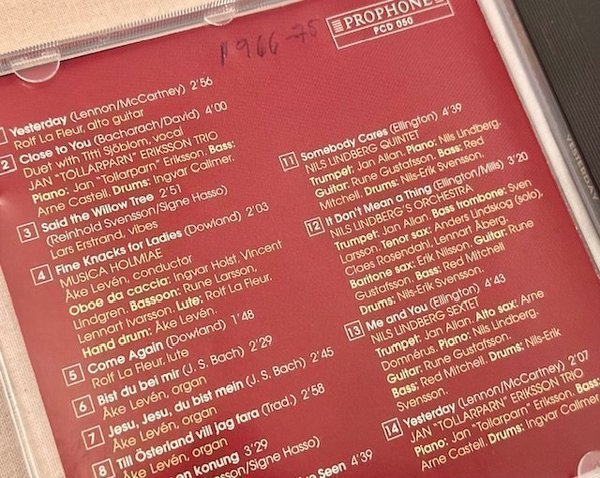 PROPHONE
PCD 050
1966-75
1 Yesterday (Lennon/McCartney) 2'56
Rolf La Fleur, alto guitar
2 Close to You (Bacharach/David) 4'00
Duet with Titti Sjöblom, vocal
JAN "TOLLARPARN" ERIKSSON TRIO
Piano: Jan "Tollarparn" Eriksson. Bass:
Arne Castell. Drums: Ingvar Callmer.
3 Said the Willow Tree 2'51
(Reinhold Svensson/Signe Hasso)
Lars Erstrand, vibes
4 Fine Knacks for Ladies (Dowland) 2'03
MUSICA HOLMIAE
Åke Levén, conductor
Oboe da caccia: Ingvar Holst, Vincent
Lindgren. Basspon: Rune Larsson,
Lennart Ivarsson. Lute: Rolf La Fleur.
Hand drum: Åke Levén.
5 Come Again (Dowland) 1'48
Rolf La Fleur, lute
6 Bist du bei mir (J. S. Bach) 2'29
Åke Levén, organ
7 Jesu, Jesu, du bist mein (J. S. Bach) 2'45
Åke Levén, organ
8 Till Österland vill jag fara (Trad.) 2'58
Åke Levén, organ
en konung 3'29
sson/Signe Hasso)
ve Seen 4'39
11 Somebody Cares (Ellington) 4'39
NILS LINDBERG QUINTET
Trumpet: Jan Allan. Piano: Nils Lindberg.
Guitar: Rune Gustafsson. Bass: Red
Mitchell. Drums: Nils-Erik Svensson.
12 It Don't Mean a Thing (Ellington/Mills) 3'20
NILS LINDBERG'S ORCHESTRA
Trumpet: Jan Allan. Bass trombone: Sven
Larsson. Tenor sax: Anders Lindskog (solo),
Claes Rosendahl, Lennart Åberg.
Baritone sax: Erik Nilsson. Guitar: Rune
Gustafsson. Bass: Red Mitchell
Drums: Nils-Erik Svensson.
13 Me and You (Ellington) 4'43
NILS LINDBERG SEXTET
Trumpet: Jan Allan. Alto sax: Arne
Domnérus. Piano: Nils Lindberg.
Guitar: Rune Gustafsson.
Bass: Red Mitchell. Drums: Nils-Erik
Svensson.
14 Yesterday (Lennon/McCartney) 2'07
JAN "TOLLARPARN" ERIKSSON TRIO
Piano: Jan "Tollarparn" Eriksson. Bass:
Arne Castell. Drums: Ingvar Callmer.
YESTERDAY